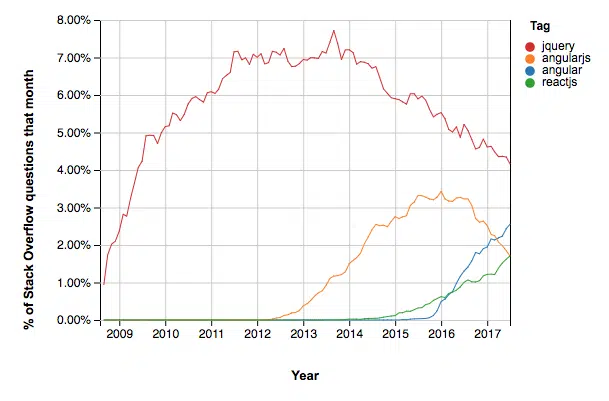 8.00%
7.00%
6.00%
5.00%
4.00%
3.00%
2.00%
1.00%
0.00%
% of Stack Overflow questions that month
2009 2010 2011 2012 2013 2014 2015 2016 2017
Year
Tag
jquery
angularjs
angular
reactjs